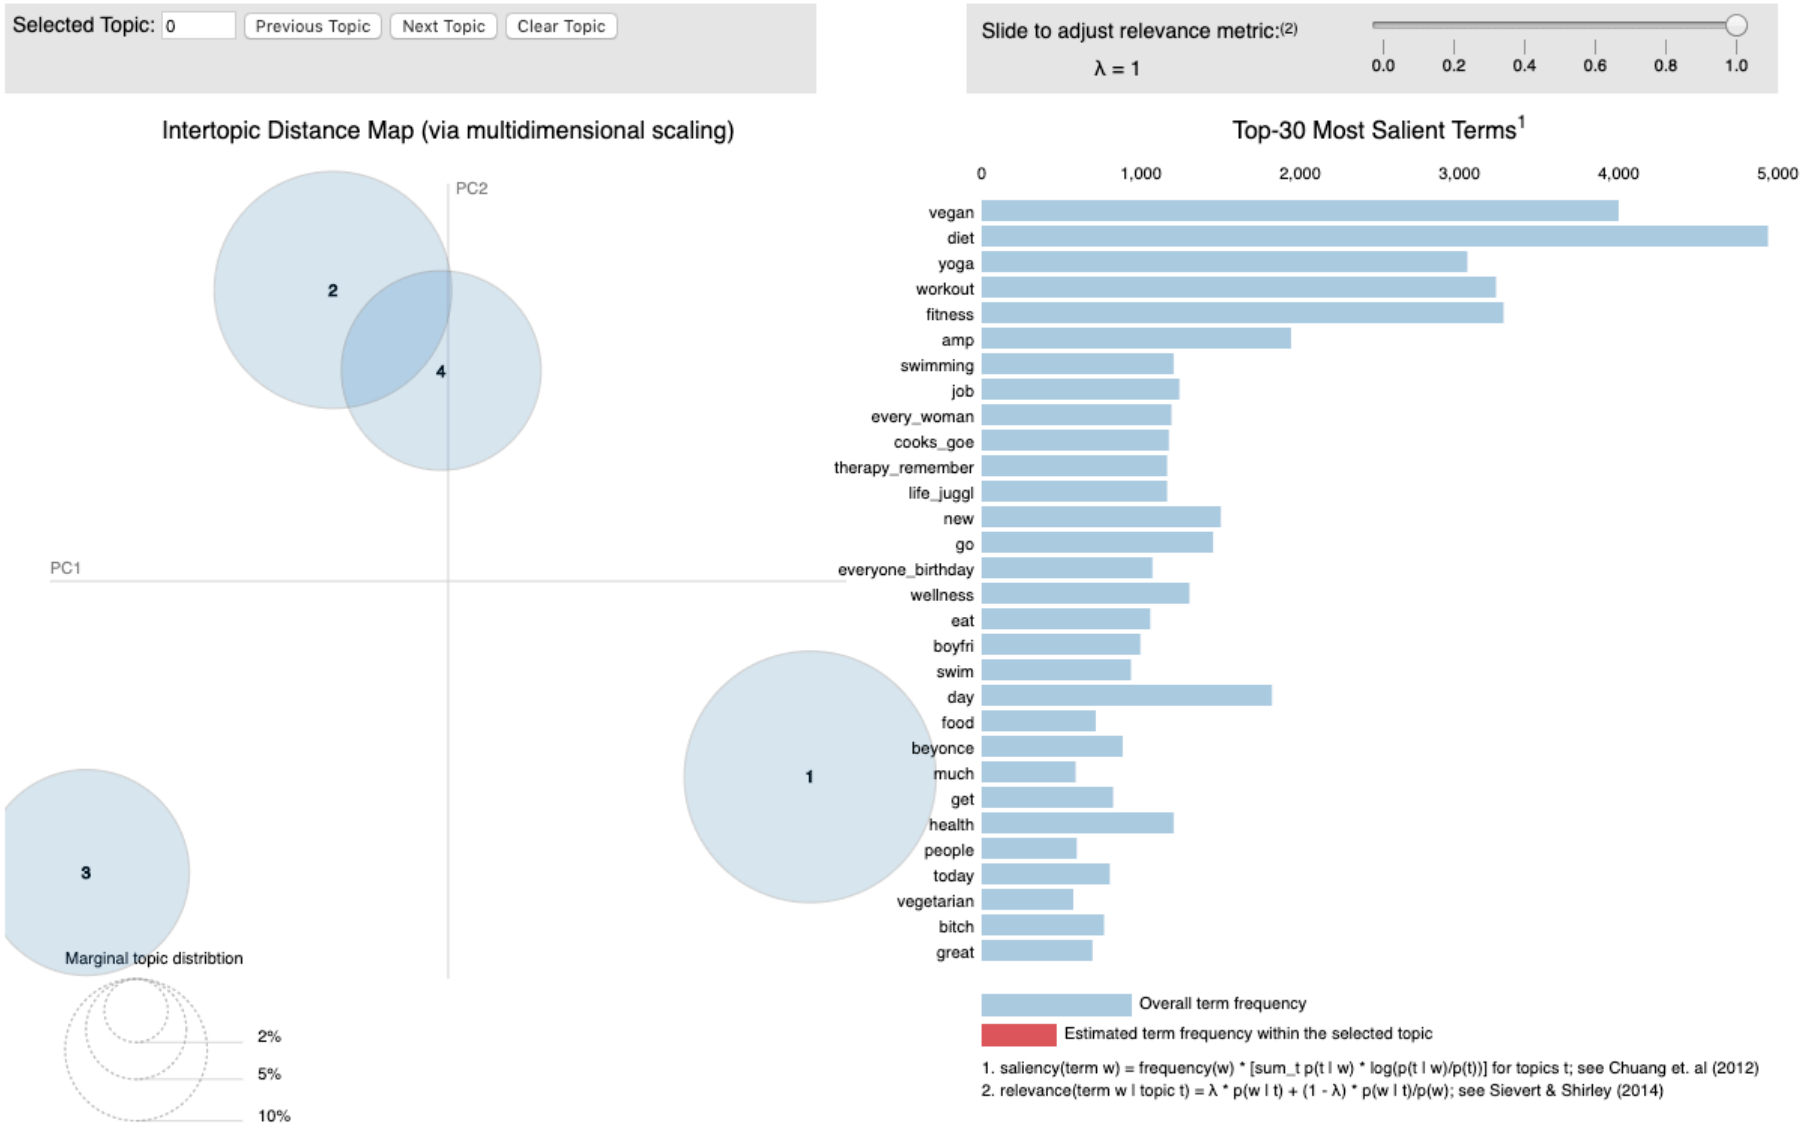 Selected Topic: 0 Previous Topic Next Topic Clear Topic
Slide to adjust relevance metric:(2)
λ = 1
0.0 0.2 0.4 0.6 0.8 1.0
Intertopic Distance Map (via multidimensional scaling)
PC2
PC1
2
4
1
3
Marginal topic distribtion
2%
5%
10%
Top-30 Most Salient Terms1
0 1,000 2,000 3,000 4,000 5,000
vegan
diet
yoga
workout
fitness
amp
swimming
job
every_woman
cooks_goe
therapy_remember
life_juggl
new
go
everyone_birthday
wellness
eat
boyfri
swim
day
food
beyonce
much
get
health
people
today
vegetarian
bitch
great
Overall term frequency
Estimated term frequency within the selected topic
1. saliency(term w) = frequency(w) * [sum_t p(t | w) * log(p(t | w)/p(t))] for topics t; see Chuang et. al (2012)
2. relevance(term w | topic t) = λ * p(w | t) + (1 - λ) * p(w | t)/p(w); see Sievert & Shirley (2014)